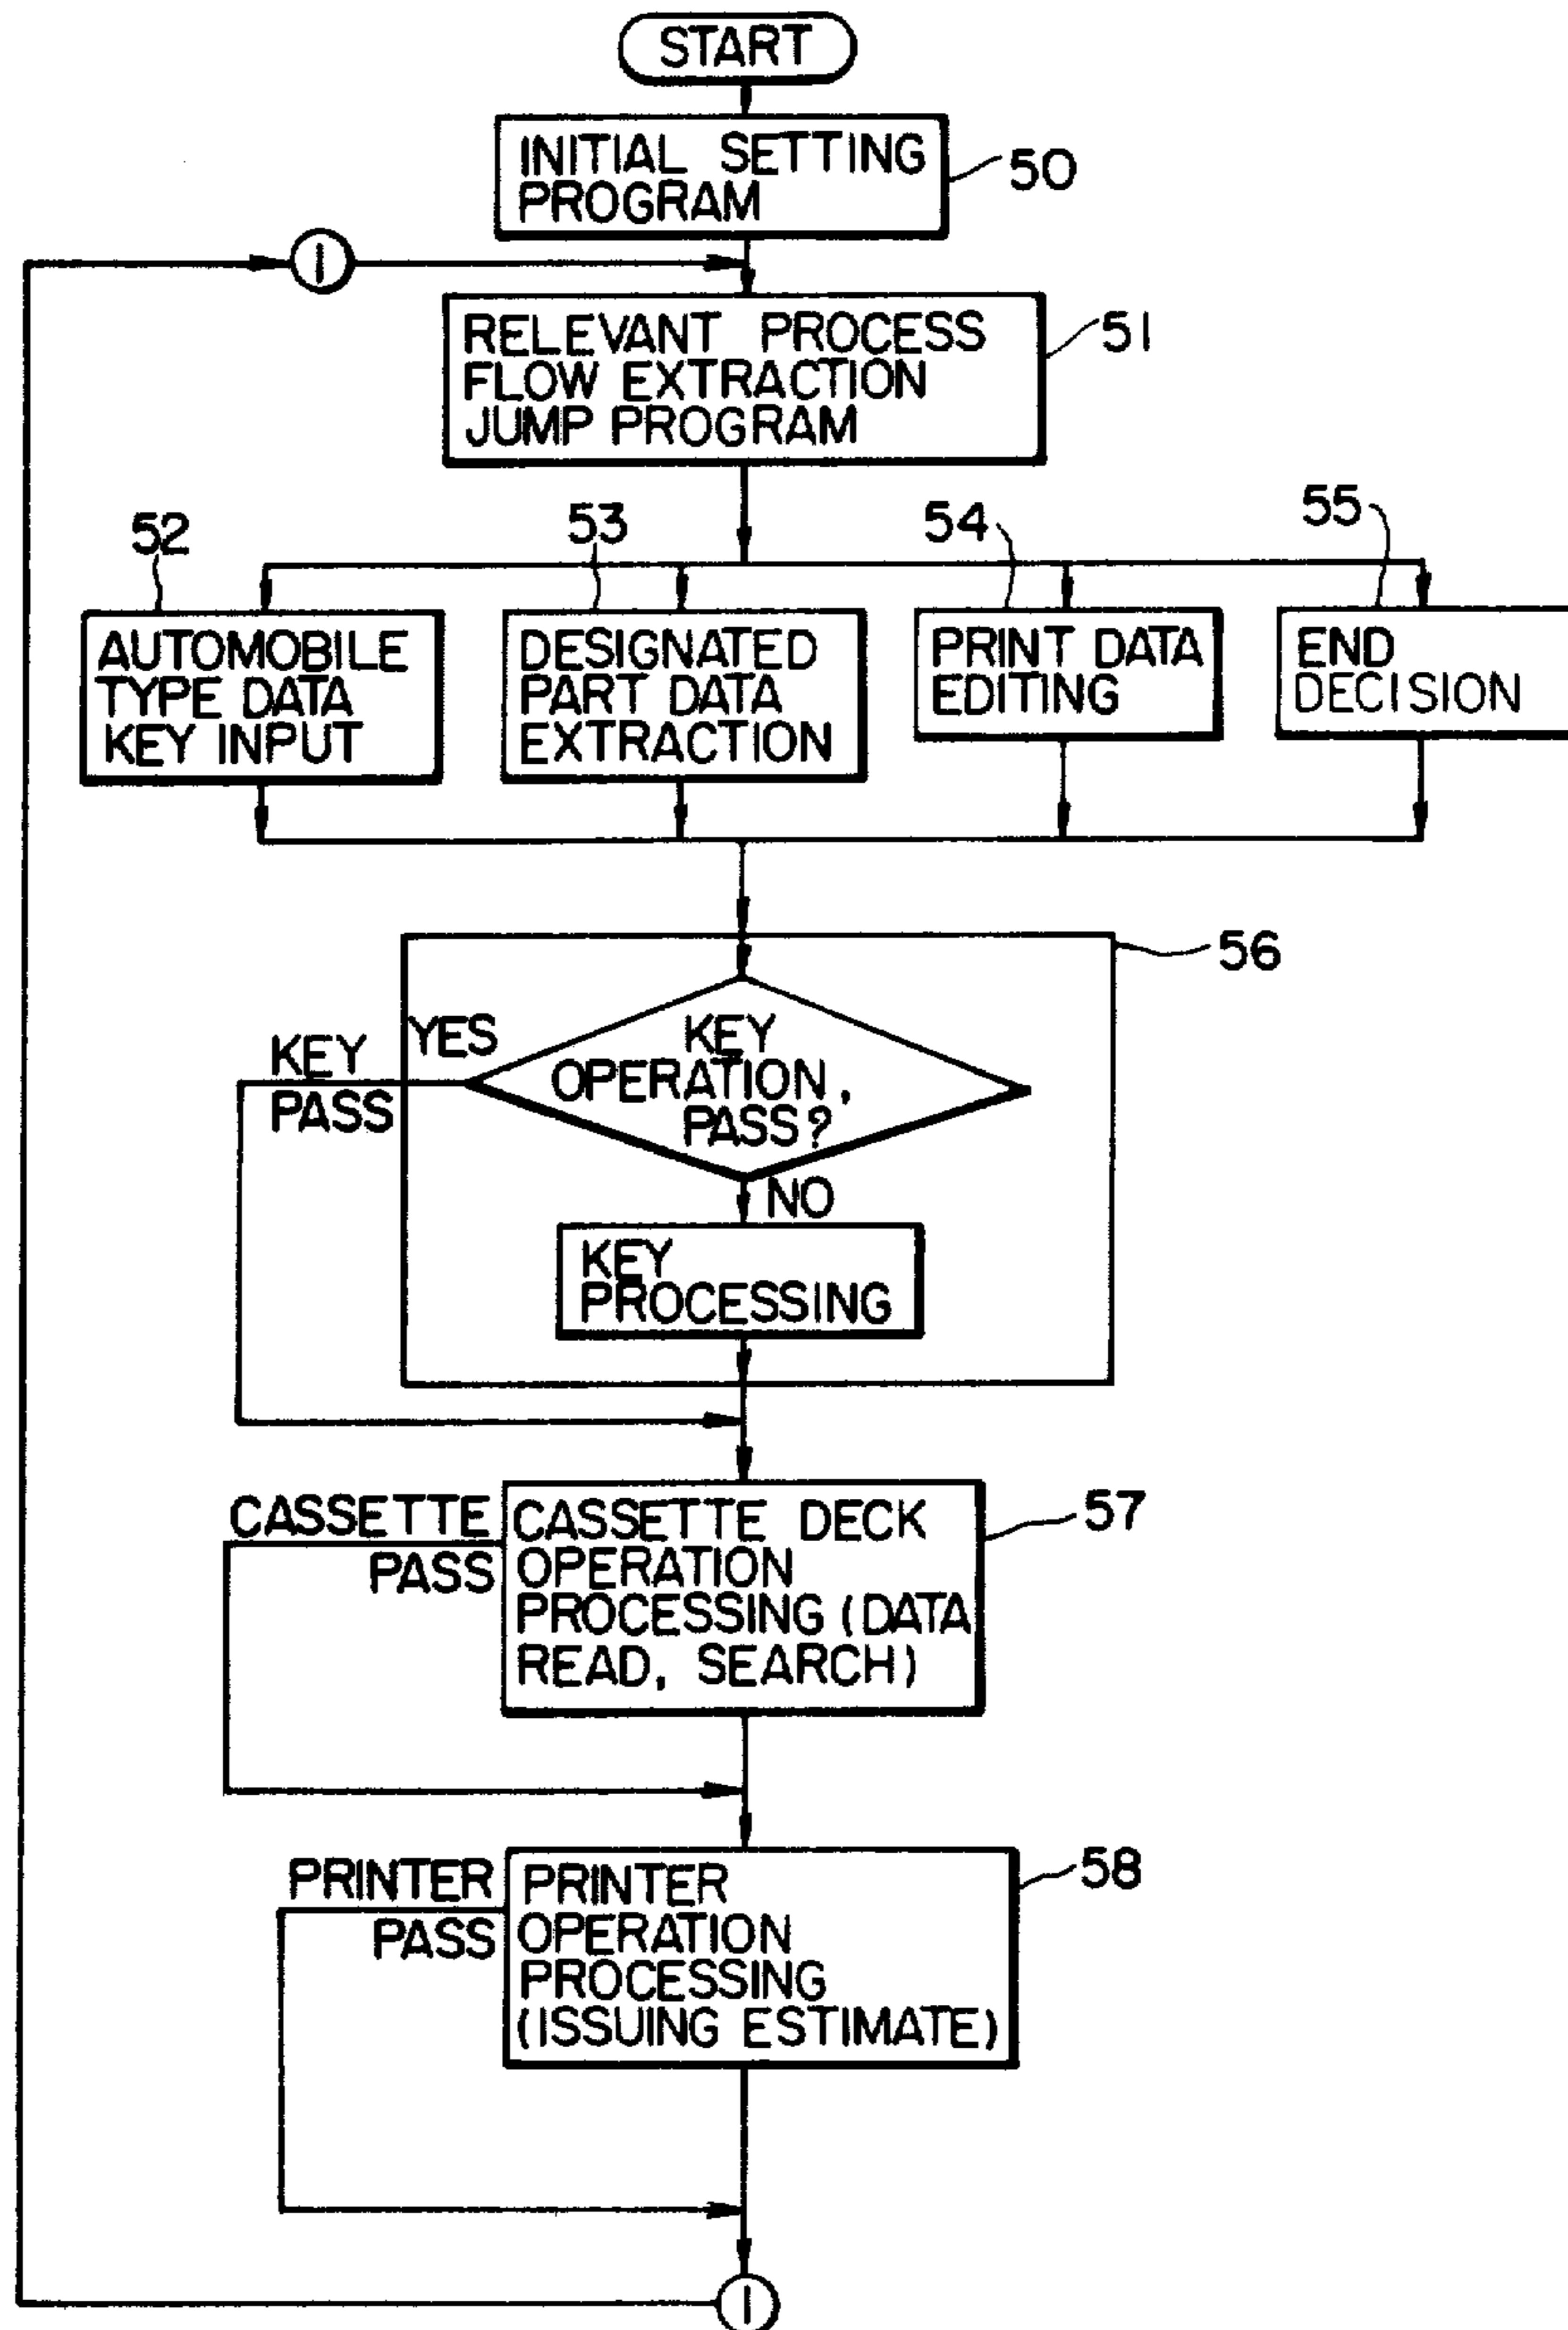 START
INITIAL SETTING
PROGRAM
50
1
RELEVANT PROCESS
FLOW EXTRACTION
JUMP PROGRAM
51
52
53
54
55
AUTOMOBILE
TYPE DATA
KEY INPUT
DESIGNATED
PART DATA
EXTRACTION
PRINT DATA
EDITING
END
DECISION
56
KEY
PASS
YES
KEY
OPERATION,
PASS?
NO
KEY
PROCESSING
CASSETTE
PASS
CASSETTE DECK
OPERATION
PROCESSING (DATA
READ, SEARCH)
57
PRINTER
PASS
PRINTER
OPERATION
PROCESSING
(ISSUING ESTIMATE)
58
1